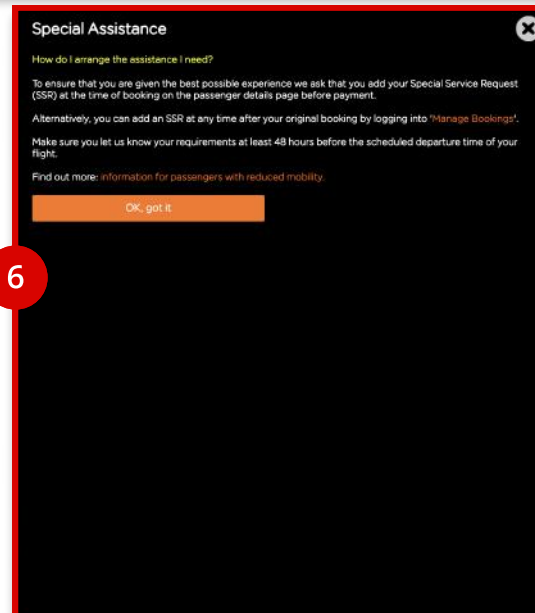 Special Assistance
How do I arrange the assistance I need?
To ensure that you are given the best possible experience we ask that you add your Special Service Request
(SSR) at the time of booking on the passenger details page before payment.
Alternatively, you can add an SSR at any time after your original booking by logging into 'Manage Bookings'.
Make sure you let us know your requirements at least 48 hours before the scheduled departure time of your
flight.
Find out more: information for passengers with reduced mobility.
OK, got it
6